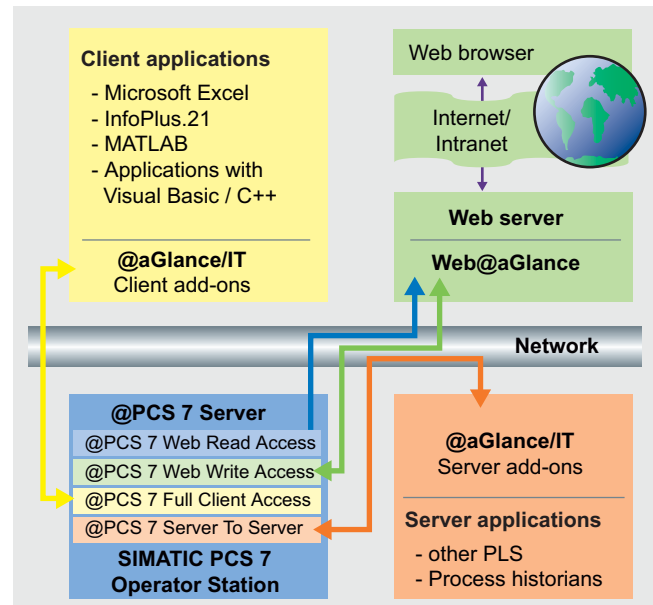 Client applications
- Microsoft Excel
- InfoPlus.21
- MATLAB
- Applications with
Visual Basic / C++
@aGlance/IT
Client add-ons
Web browser
Internet/
Intranet
Web server
Web@aGlance
Network
@PCS 7 Server
@PCS 7 Web Read Access
@PCS 7 Web Write Access
@PCS 7 Full Client Access
@PCS 7 Server To Server
SIMATIC PCS 7
Operator Station
@aGlance/IT
Server add-ons
Server applications
- other PLS
- Process historians